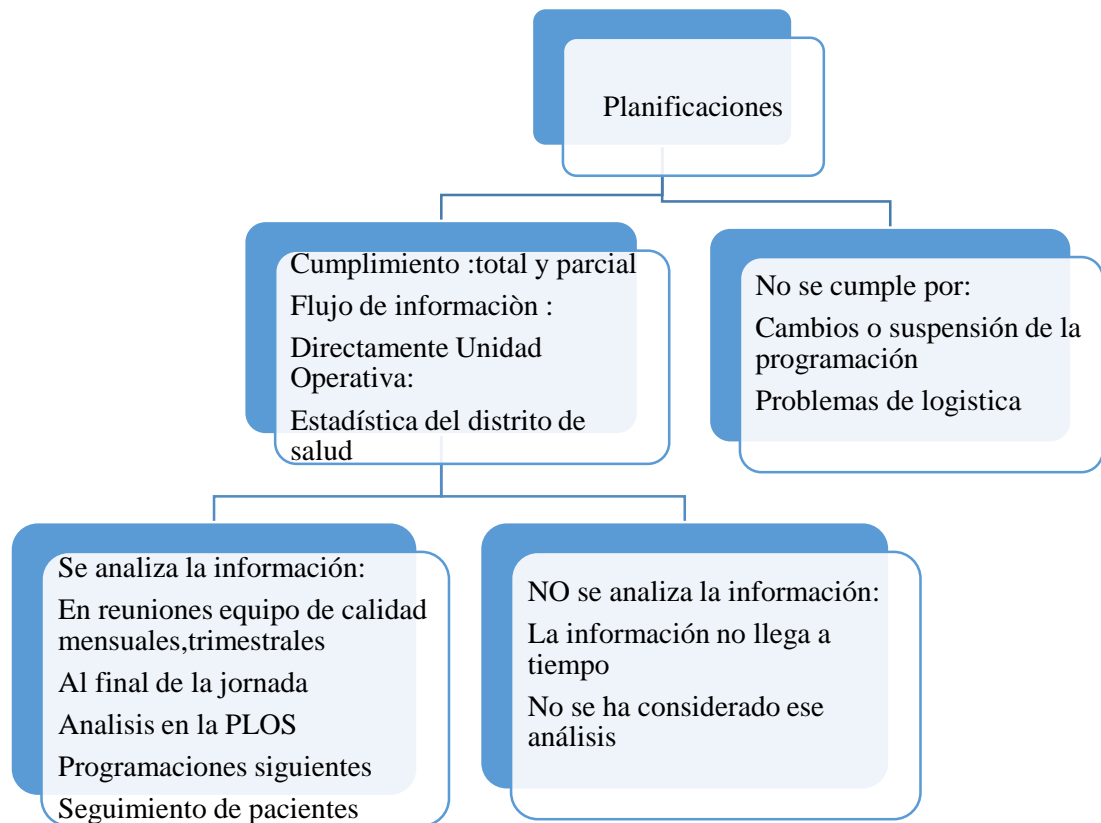 Planificaciones
Cumplimiento :total y parcial
Flujo de informaciòn :
Directamente Unidad
Operativa:
Estadística del distrito de
salud
No se cumple por:
Cambios o suspensión de la
programación
Problemas de logistica
Se analiza la información:
En reuniones equipo de calidad
mensuales,trimestrales
Al final de la jornada
Analisis en la PLOS
Programaciones siguientes
Seguimiento de pacientes
NO se analiza la información:
La información no llega a
tiempo
No se ha considerado ese
análisis